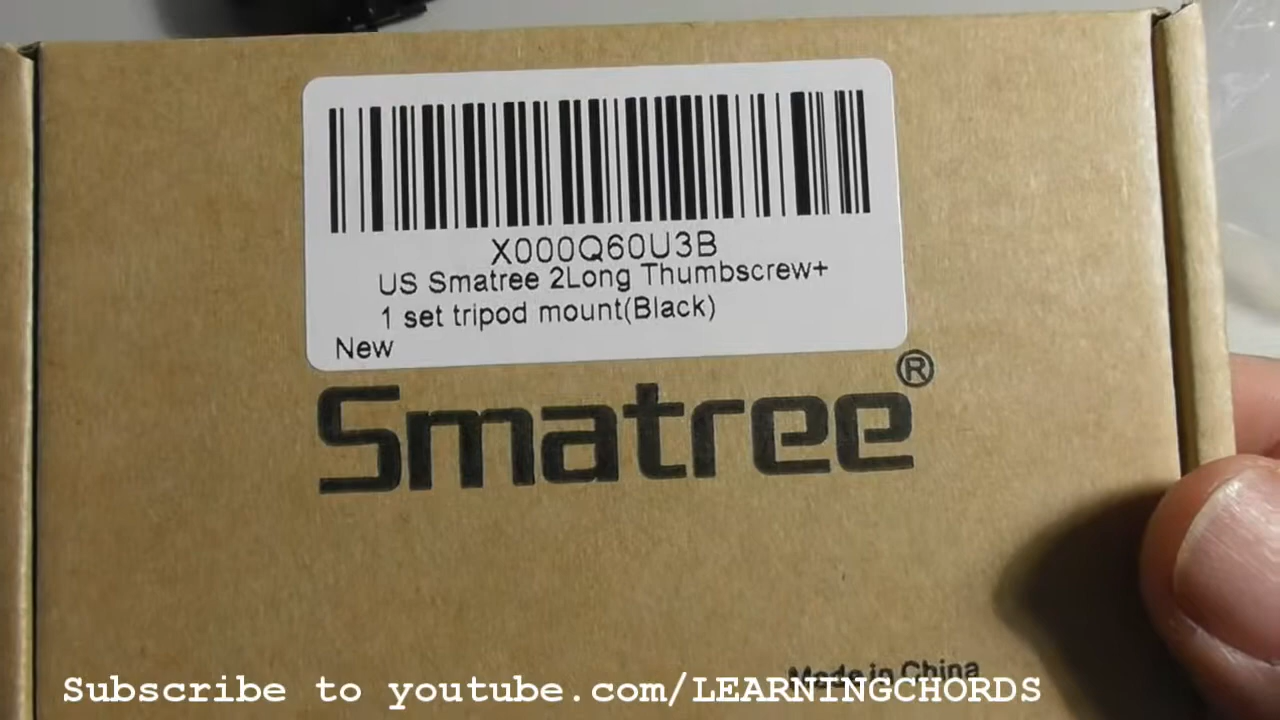 X000Q60U3B
US Smatree 2Long Thumbscrew+
1 set tripod mount(Black)
New
Smatree®
Made in China
Subscribe to youtube.com/LEARNINGCHORDS